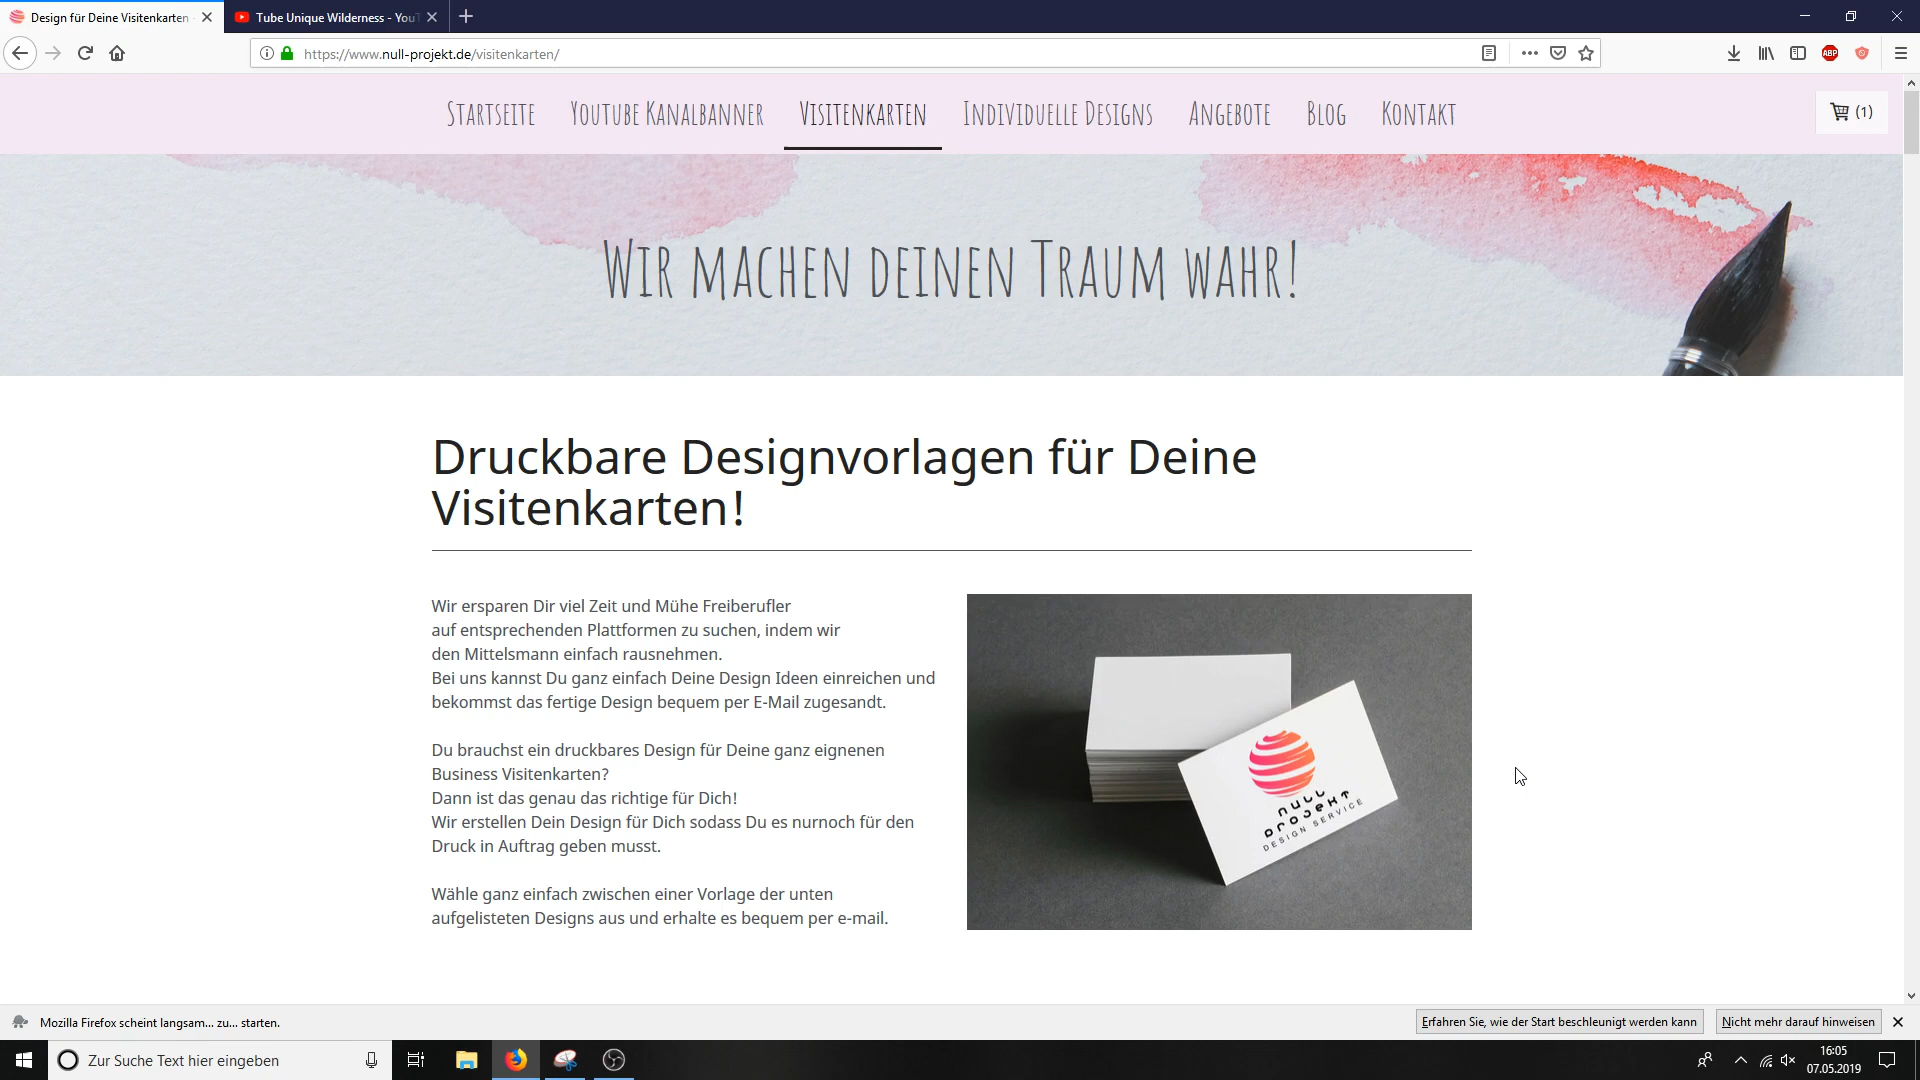 Design für Deine Visitenkarten
Tube Unique Wilderness - YouT
https://www.null-projekt.de/visitenkarten/
ABP
Startseite
Youtube Kanalbanner
Visitenkarten
Individuelle Designs
Angebote
Blog
Kontakt
(1)
Wir machen deinen Traum wahr!
Druckbare Designvorlagen für Deine
Visitenkarten!
Wir ersparen Dir viel Zeit und Mühe Freiberufler
auf entsprechenden Plattformen zu suchen, indem wir
den Mittelsmann einfach rausnehmen.
Bei uns kannst Du ganz einfach Deine Design Ideen einreichen und
bekommst das fertige Design bequem per E-Mail zugesandt.
Du brauchst ein druckbares Design für Deine ganz eignenen
Business Visitenkarten?
Dann ist das genau das richtige für Dich!
Wir erstellen Dein Design für Dich sodass Du es nurnoch für den
Druck in Auftrag geben musst.
Wähle ganz einfach zwischen einer Vorlage der unten
aufgelisteten Designs aus und erhalte es bequem per e-mail.
null
projekt
DESIGN SERVICE
Mozilla Firefox scheint langsam... zu... starten.
Erfahren Sie, wie der Start beschleunigt werden kann
Nicht mehr darauf hinweisen
Zur Suche Text hier eingeben
16:05
07.05.2019